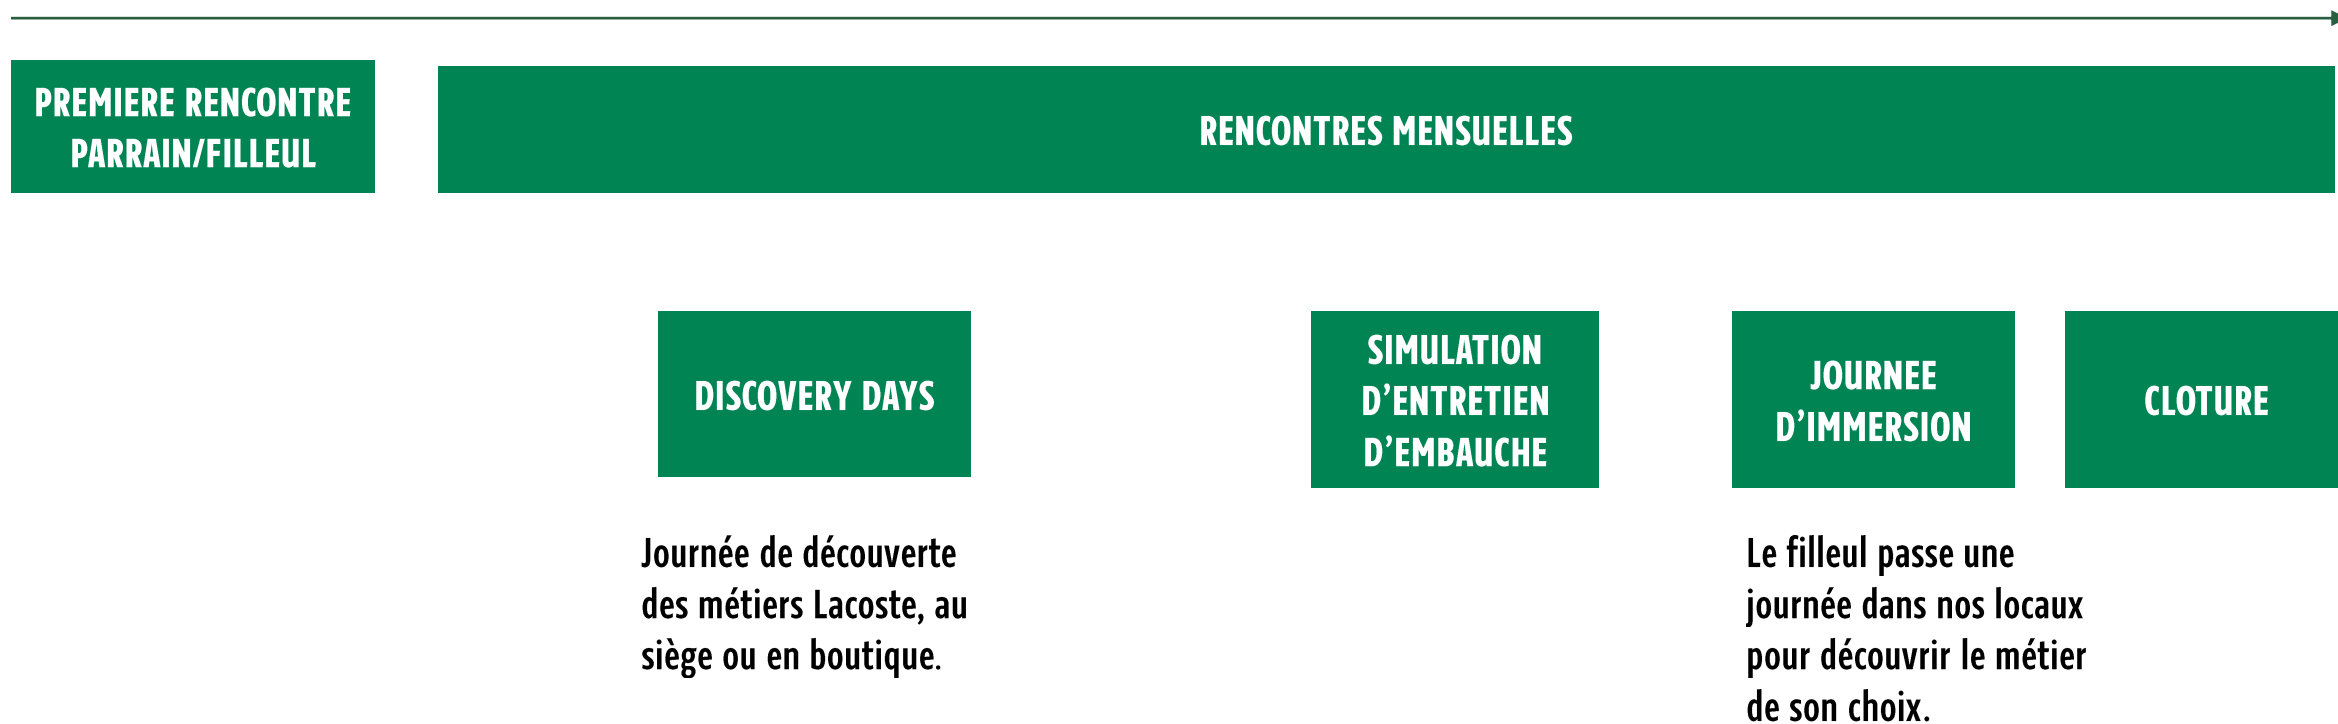 PREMIERE RENCONTRE
PARRAIN/FILLEUL
RENCONTRES MENSUELLES
DISCOVERY DAYS
SIMULATION
D’ENTRETIEN
D’EMBAUCHE
JOURNEE
D’IMMERSION
CLOTURE
Journée de découverte
des métiers Lacoste, au
siège ou en boutique.
Le filleul passe une
journée dans nos locaux
pour découvrir le métier
de son choix.